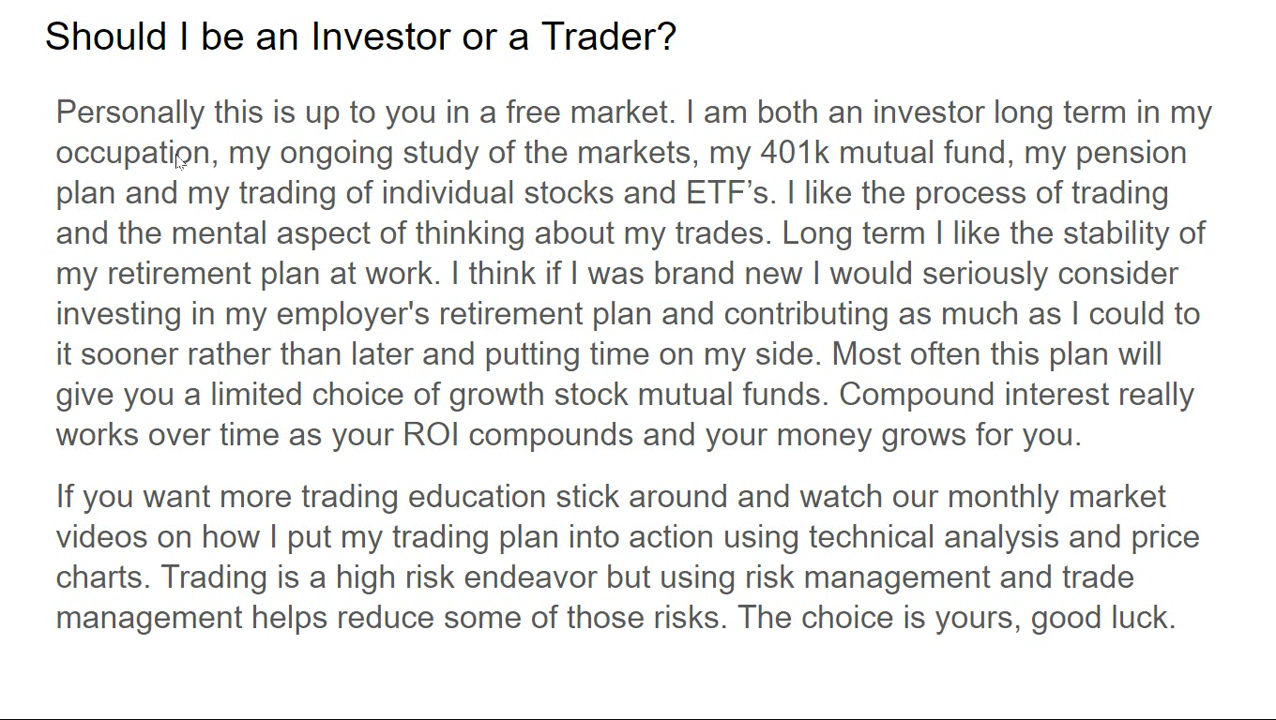 Should I be an Investor or a Trader?
Personally this is up to you in a free market. I am both an investor long term in my
occupation, my ongoing study of the markets, my 401k mutual fund, my pension
plan and my trading of individual stocks and ETF’s. I like the process of trading
and the mental aspect of thinking about my trades. Long term I like the stability of
my retirement plan at work. I think if I was brand new I would seriously consider
investing in my employer's retirement plan and contributing as much as I could to
it sooner rather than later and putting time on my side. Most often this plan will
give you a limited choice of growth stock mutual funds. Compound interest really
works over time as your ROI compounds and your money grows for you.
If you want more trading education stick around and watch our monthly market
videos on how I put my trading plan into action using technical analysis and price
charts. Trading is a high risk endeavor but using risk management and trade
management helps reduce some of those risks. The choice is yours, good luck.